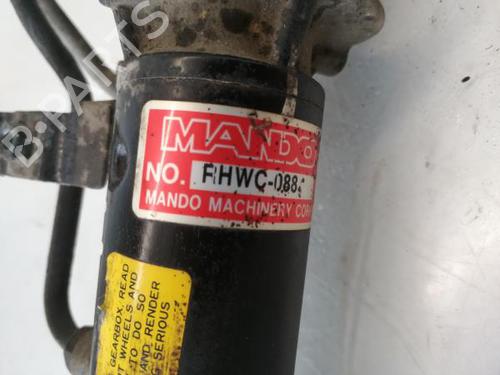 MANDO
NO. RHWC-088
MANDO MACHINERY COR
GEARBOX, READ
WHEELS AND
TO DO SO
AND, RENDER
SERIOUS
B-PARTS